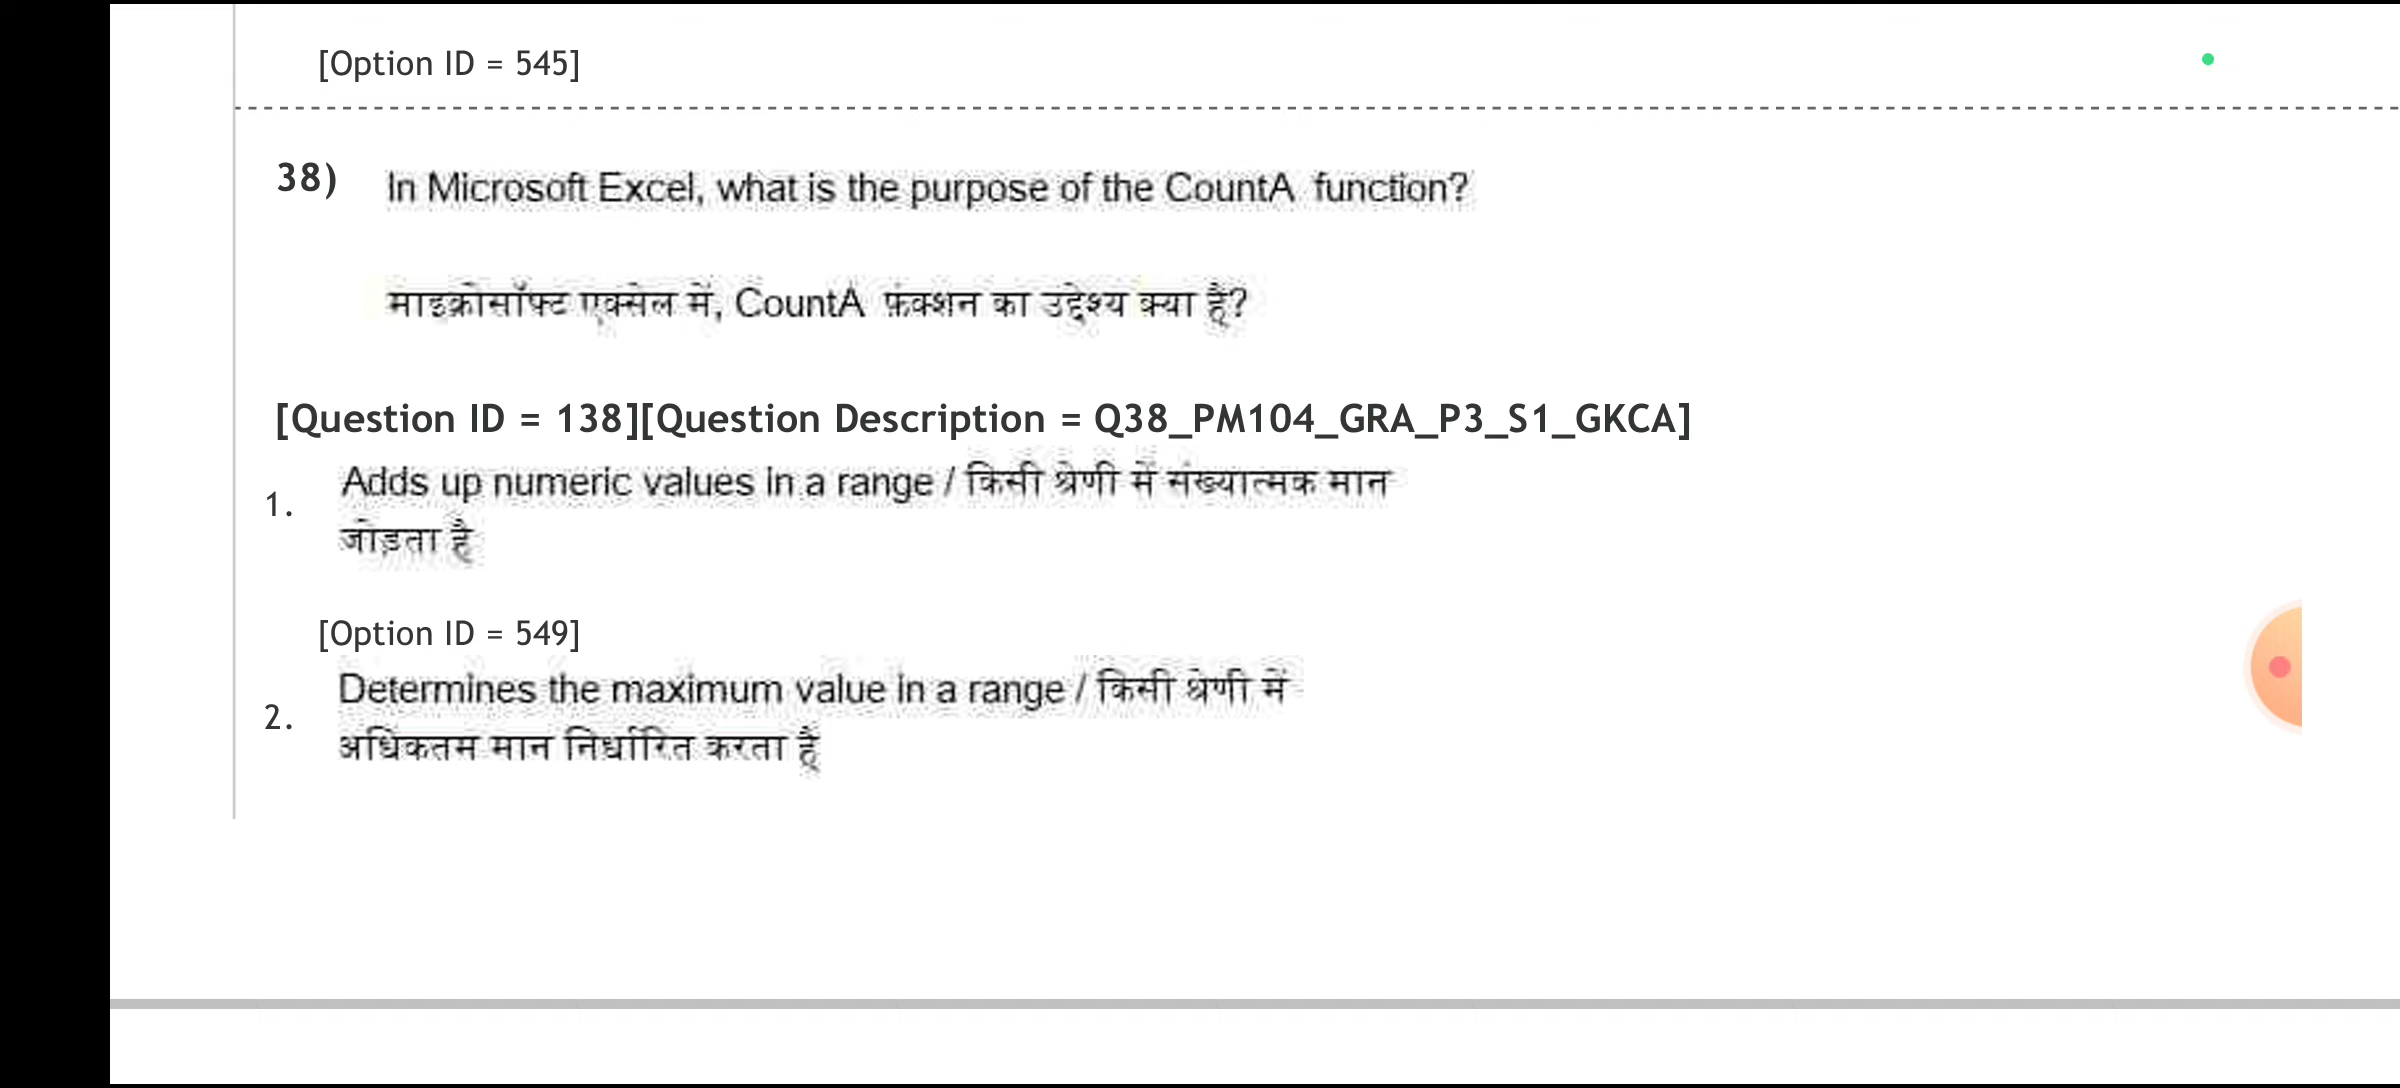 [Option ID = 545]
38) In Microsoft Excel, what is the purpose of the CountA function?
माइक्रोसॉफ्ट एक्सेल में, CountA फ़ंक्शन का उद्देश्य क्या है?
[Question ID = 138][Question Description = Q38_PM104_GRA_P3_S1_GKCA]
1. Adds up numeric values in a range / किसी श्रेणी में संख्यात्मक मान
जोड़ता है
[Option ID = 549]
2. Determines the maximum value in a range / किसी श्रेणी में
अधिकतम मान निर्धारित करता है